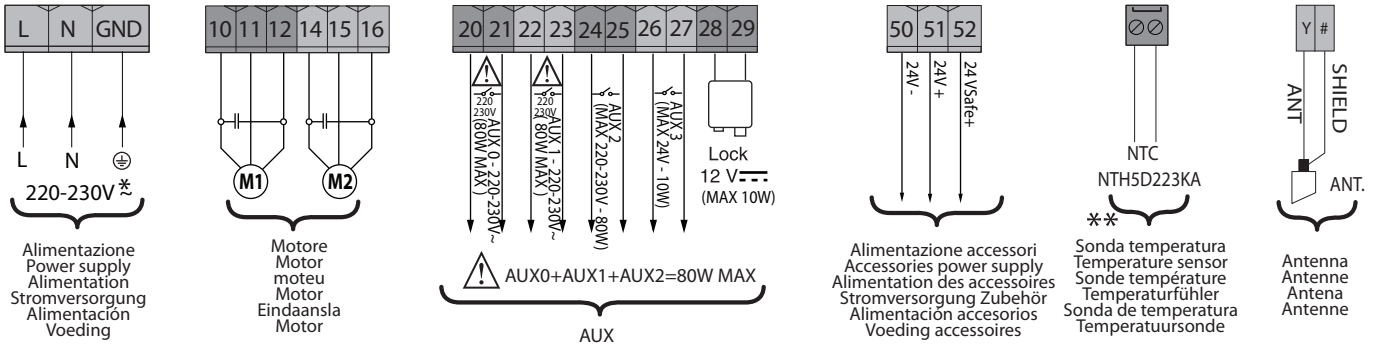 L N GND
L N
220-230V *~
Alimentazione
Power supply
Alimentation
Stromversorgung
Alimentación
Voeding
10 11 12 14 15 16
M1 M2
Motore
Motor
moteu
Motor
Eindaansla
Motor
20 21 22 23 24 25 26 27 28 29
220
230V
AUX 0 - 220-230V~
(80W MAX)
220
230V
AUX 1 - 220-230V~
(80W MAX)
AUX 2
(MAX 220-230V - 80W)
AUX 3
(MAX 24V - 10W)
Lock
12 V
(MAX 10W)
AUX0+AUX1+AUX2=80W MAX
AUX
50 51 52
24V -
24V +
24 VSafe+
Alimentazione accessori
Accessories power supply
Alimentation des accessoires
Stromversorgung Zubehör
Alimentación accesorios
Voeding accessoires
NTC
NTH5D223KA
**
Sonda temperatura
Temperature sensor
Sonde température
Temperaturfühler
Sonda de temperatura
Temperatuursonde
Y #
ANT
SHIELD
ANT.
Antenna
Antenne
Antena
Antenne